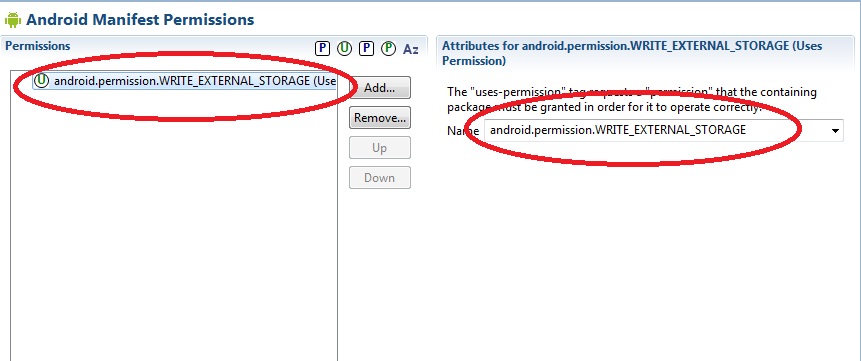 Android Manifest Permissions
Permissions
P U P P Az
U android.permission.WRITE_EXTERNAL_STORAGE (Use
Add...
Remove...
Up
Down
Attributes for android.permission.WRITE_EXTERNAL_STORAGE (Uses
Permission)
The "uses-permission" tag requests a "permission" that the containing
package must be granted in order for it to operate correctly.
Name android.permission.WRITE_EXTERNAL_STORAGE